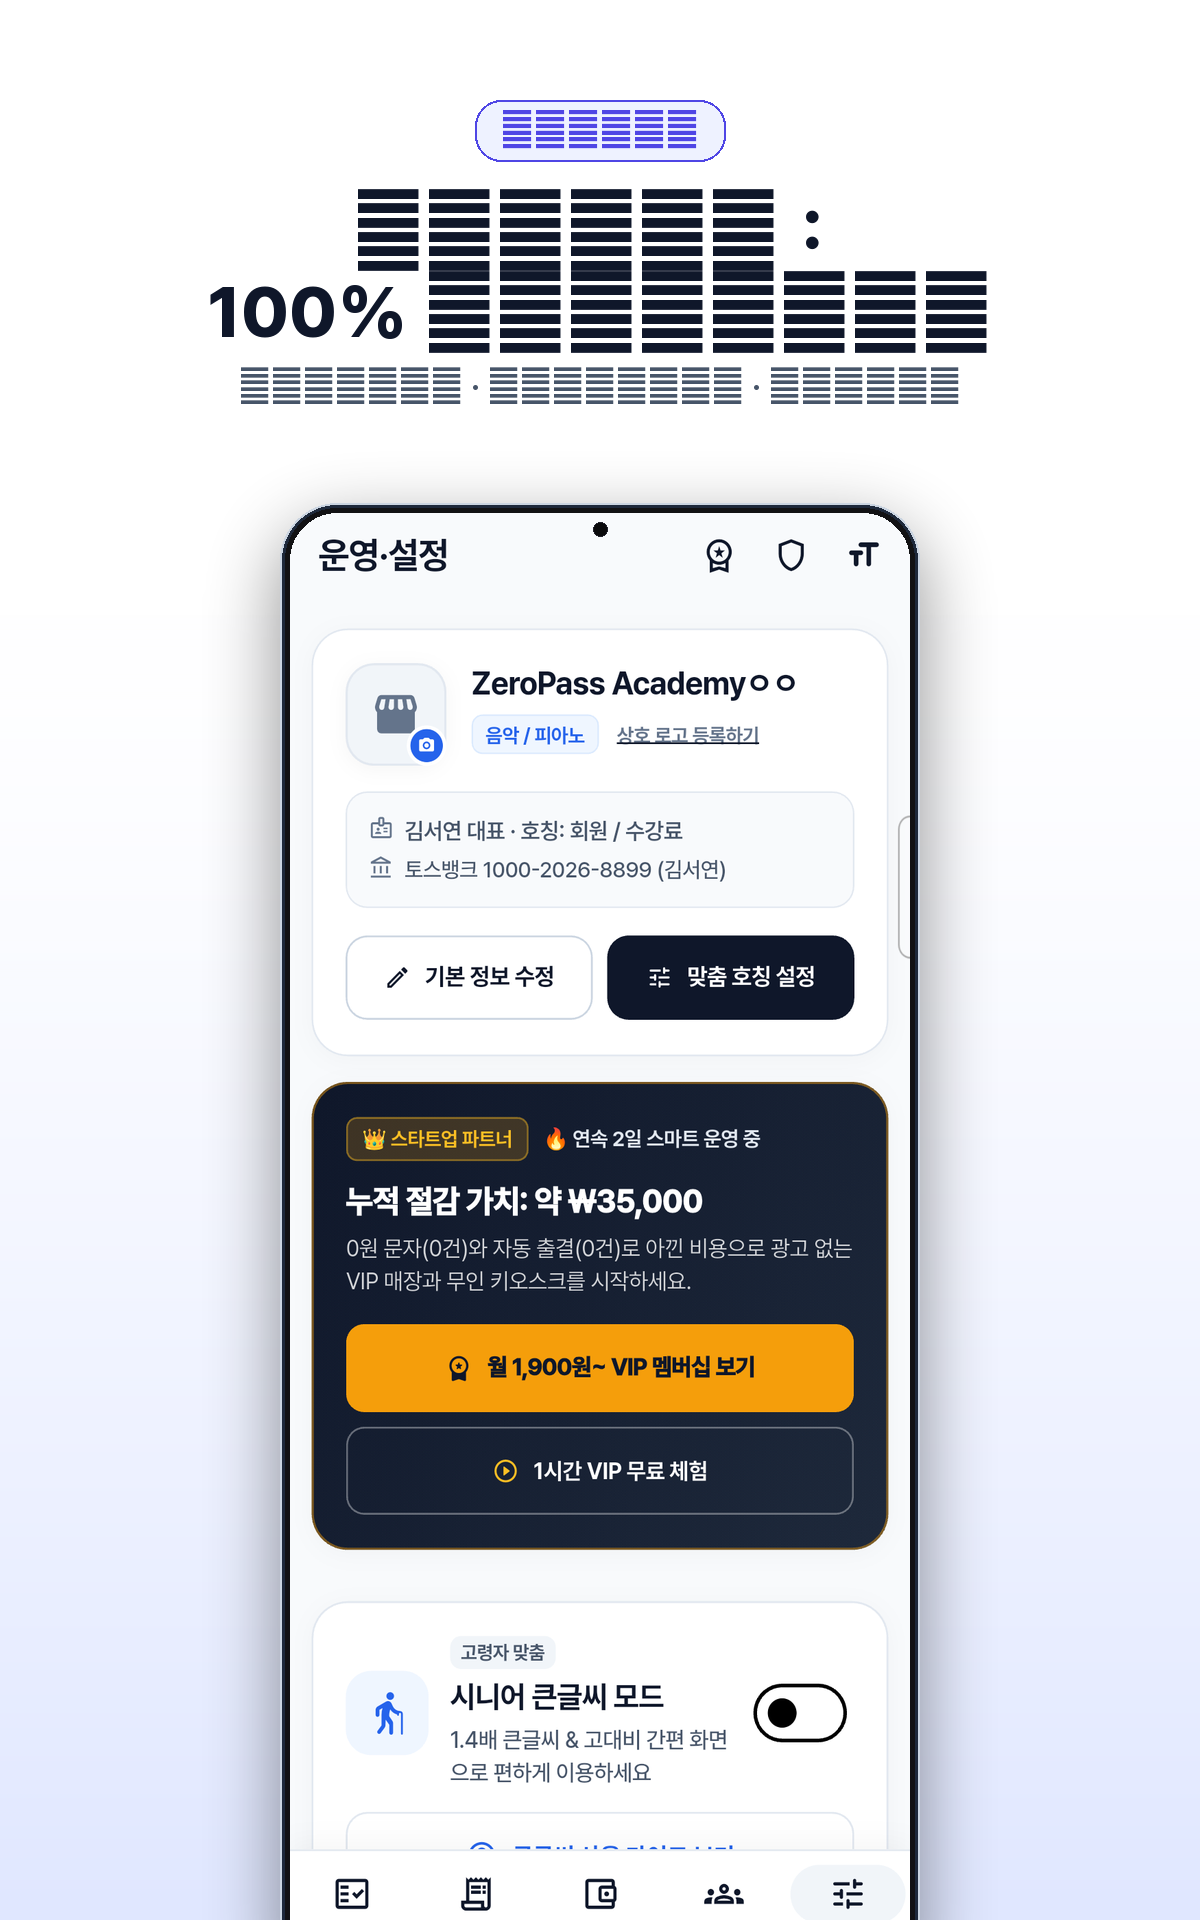 :
100%
· ·
운영·설정
ZeroPass Academyㅇㅇ
음악 / 피아노
상호 로고 등록하기
김서연 대표 · 호칭: 회원 / 수강료
토스뱅크 1000-2026-8899 (김서연)
기본 정보 수정
맞춤 호칭 설정
👑 스타트업 파트너
🔥 연속 2일 스마트 운영 중
누적 절감 가치: 약 ₩35,000
0원 문자(0건)와 자동 출결(0건)로 아낀 비용으로 광고 없는
VIP 매장과 무인 키오스크를 시작하세요.
월 1,900원~ VIP 멤버십 보기
1시간 VIP 무료 체험
고령자 맞춤
시니어 큰글씨 모드
1.4배 큰글씨 & 고대비 간편 화면
으로 편하게 이용하세요